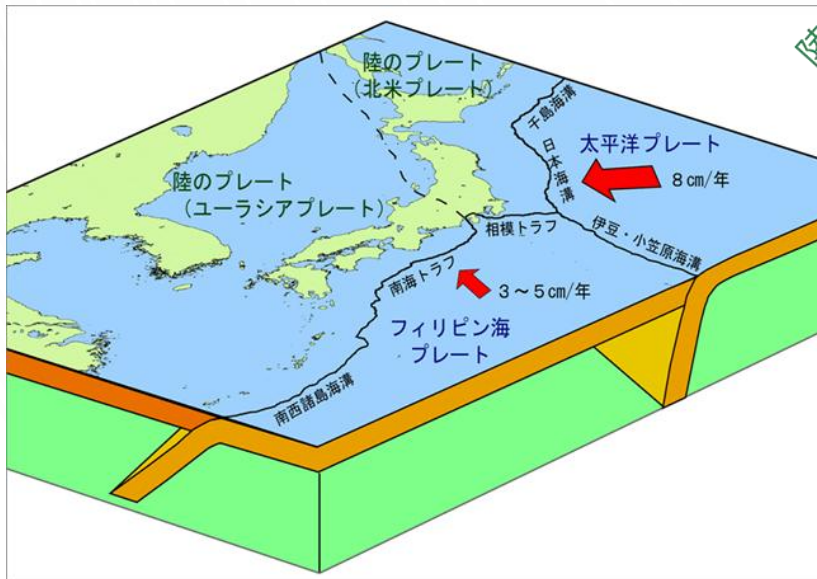 陸のプレート
（北米プレート）
千島海溝
太平洋プレート
日本海溝
8cm/年
陸のプレート
（ユーラシアプレート）
相模トラフ
伊豆・小笠原海溝
南海トラフ
3～5cm/年
フィリピン海
プレート
南西諸島海溝